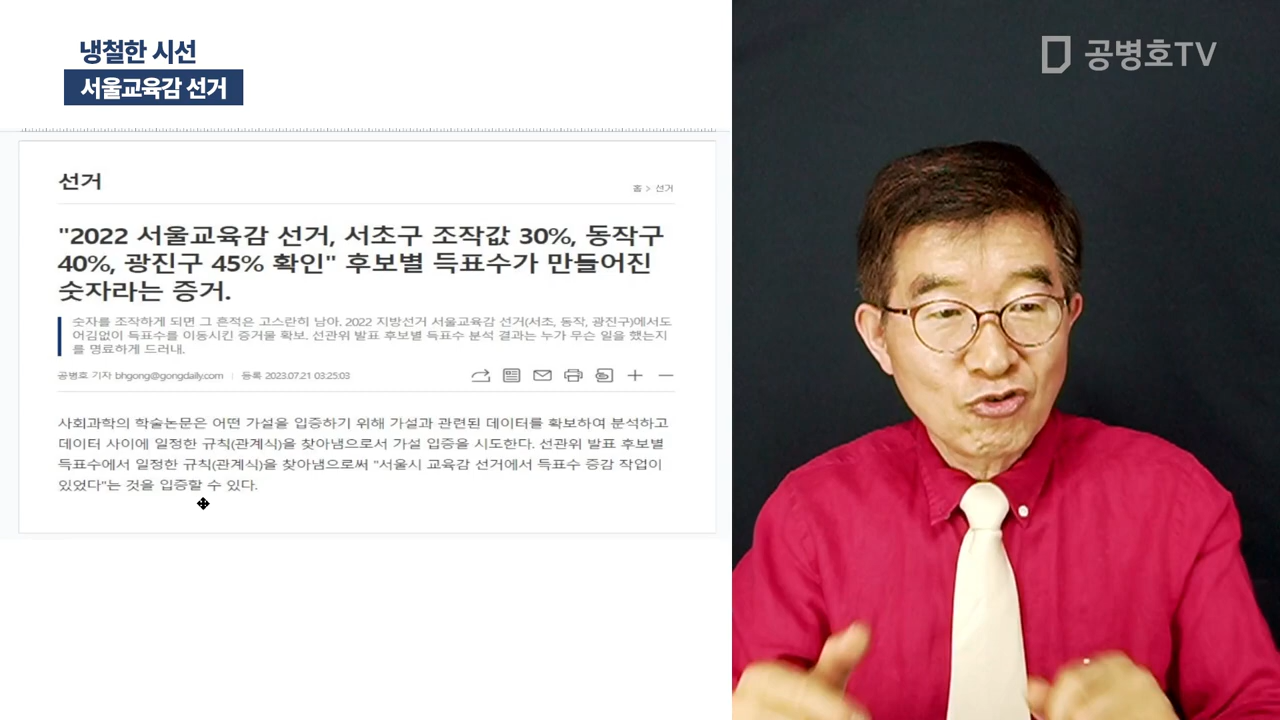 냉철한 시선
서울교육감 선거
공병호TV
선거
홈 > 선거
"2022 서울교육감 선거, 서초구 조작값 30%, 동작구
40%, 광진구 45% 확인" 후보별 득표수가 만들어진
숫자라는 증거.
숫자를 조작하게 되면 그 흔적은 고스란히 남아. 2022 지방선거 서울교육감 선거(서초, 동작, 광진구)에서도
어김없이 득표수를 이동시킨 증거물 확보. 선관위 발표 후보별 득표수 분석 결과는 누가 무슨 일을 했는지
를 명료하게 드러내.
공병호 기자 bhgong@gongdaily.com | 등록 2023.07.21 03:25:03
사회과학의 학술논문은 어떤 가설을 입증하기 위해 가설과 관련된 데이터를 확보하여 분석하고
데이터 사이에 일정한 규칙(관계식)을 찾아냄으로서 가설 입증을 시도한다. 선관위 발표 후보별
득표수에서 일정한 규칙(관계식)을 찾아냄으로써 "서울시 교육감 선거에서 득표수 증감 작업이
있었다"는 것을 입증할 수 있다.